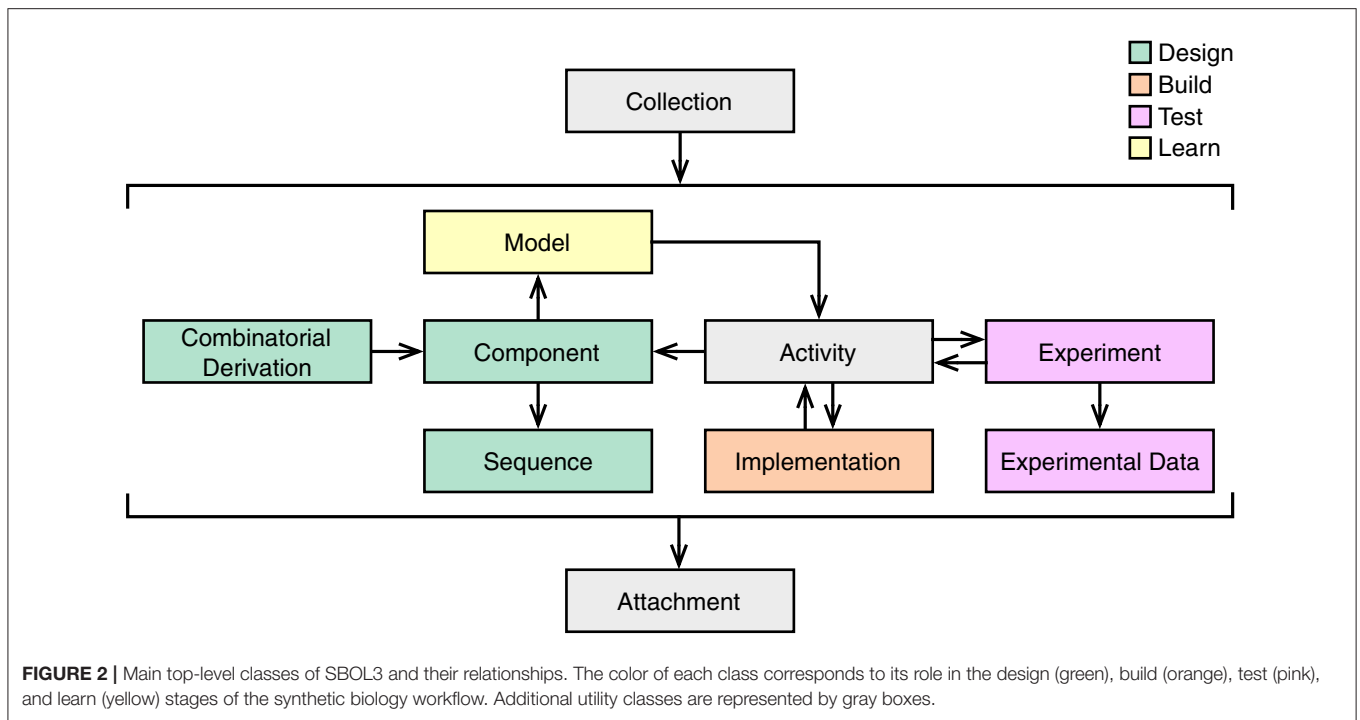 Design
Build
Test
Learn
Collection
Model
Combinatorial
Derivation
Component
Activity
Experiment
Sequence
Implementation
Experimental Data
Attachment
FIGURE 2 | Main top-level classes of SBOL3 and their relationships. The color of each class corresponds to its role in the design (green), build (orange), test (pink),
and learn (yellow) stages of the synthetic biology workflow. Additional utility classes are represented by gray boxes.